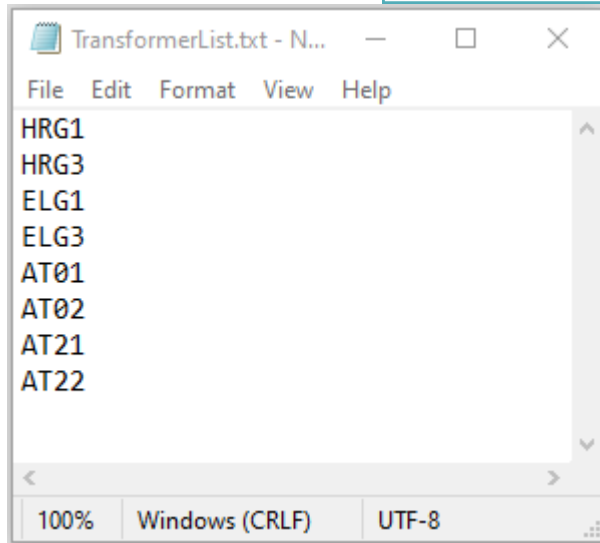 TransformerList.txt - N...
File Edit Format View Help
HRG1
HRG3
ELG1
ELG3
AT01
AT02
AT21
AT22
100% Windows (CRLF) UTF-8